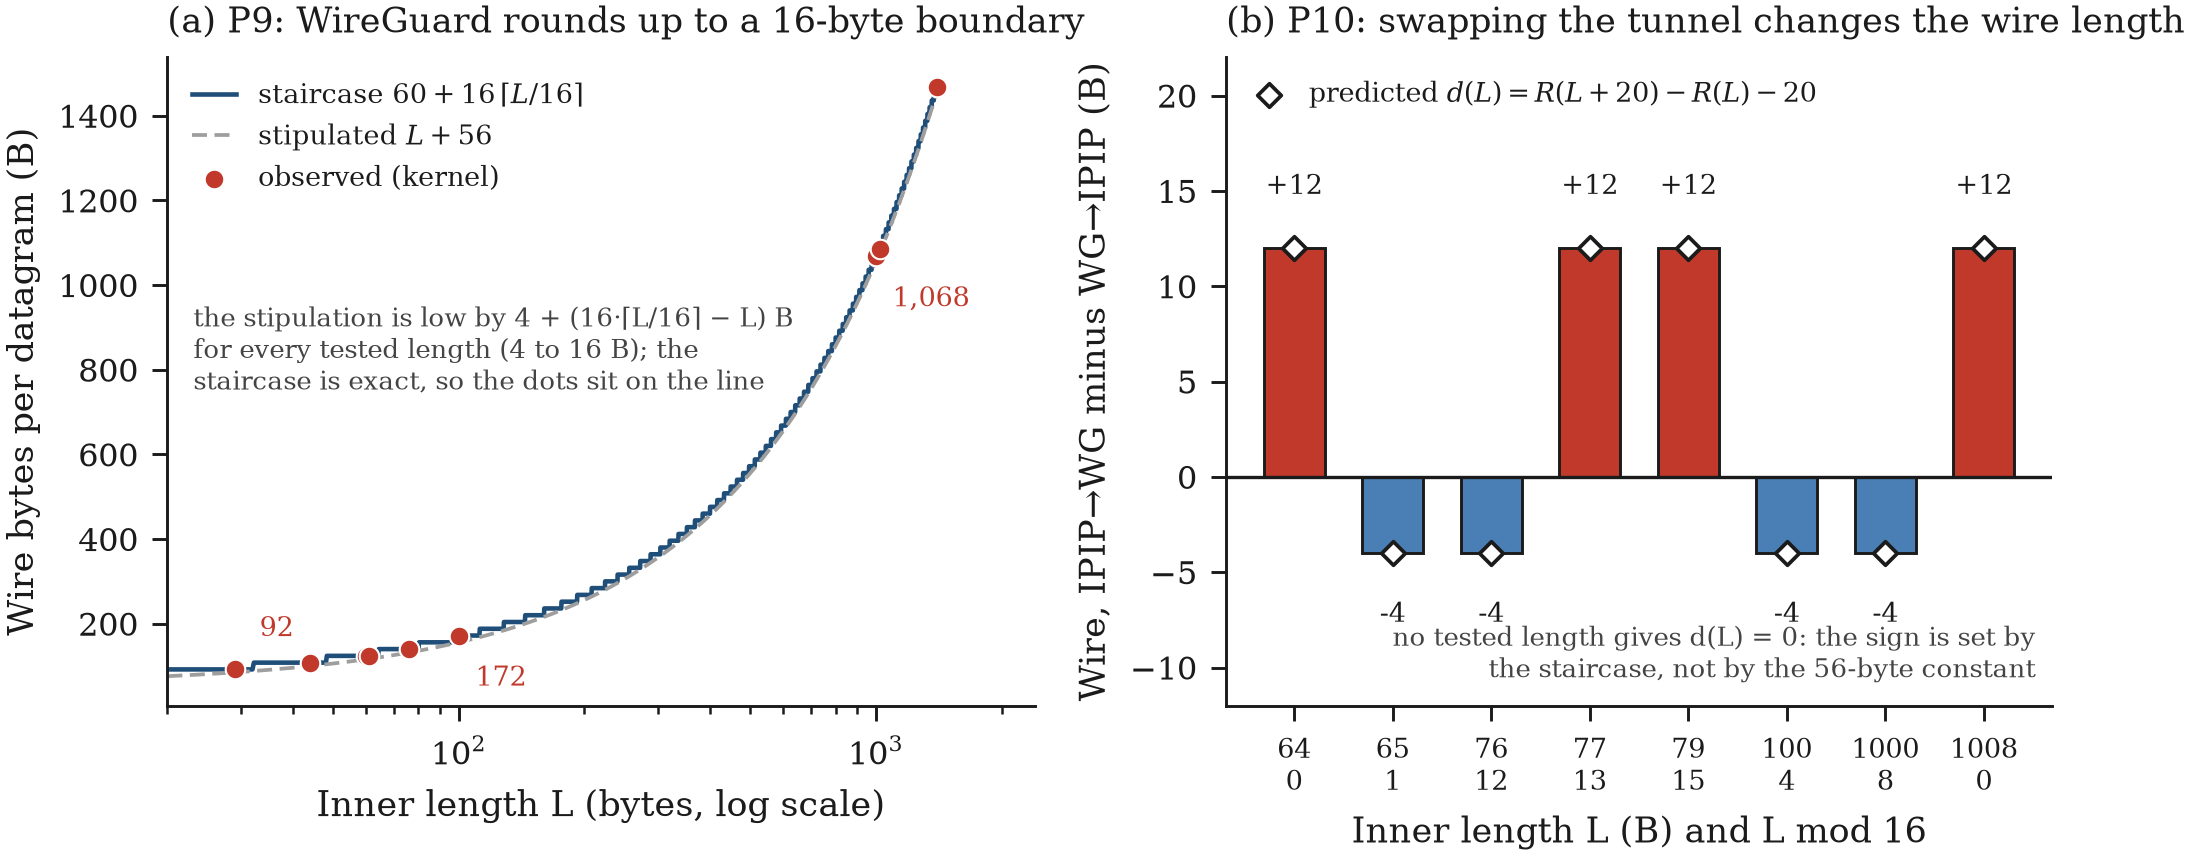 (a) P9: WireGuard rounds up to a 16-byte boundary
Wire bytes per datagram (B)
1400
1200
1000
800
600
400
200
staircase 60 + 16⌈L/16⌉
stipulated L + 56
observed (kernel)
the stipulation is low by 4 + (16·⌈L/16⌉ − L) B
for every tested length (4 to 16 B); the
staircase is exact, so the dots sit on the line
1,068
92
172
10²
10³
Inner length L (bytes, log scale)
(b) P10: swapping the tunnel changes the wire length
Wire, IPIP→WG minus WG→IPIP (B)
20
15
10
5
0
−5
−10
predicted d(L) = R(L + 20) − R(L) − 20
+12
+12
+12
+12
-4
-4
-4
-4
no tested length gives d(L) = 0: the sign is set by
the staircase, not by the 56-byte constant
64 65 76 77 79 100 1000 1008
0 1 12 13 15 4 8 0
Inner length L (B) and L mod 16